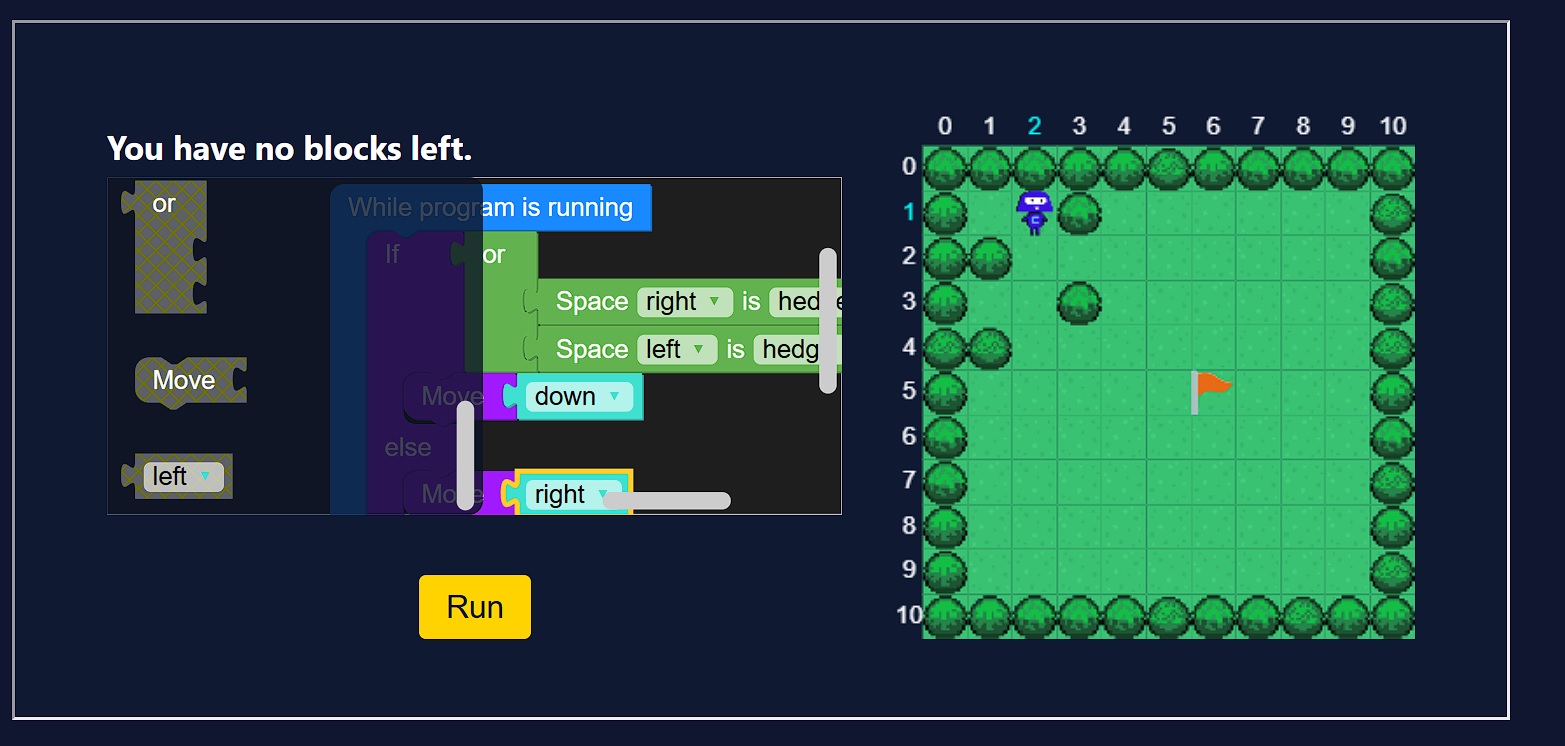 You have no blocks left.
or
Move
left
While program is running
If or
Space right is
Space left is
Move down
else
Move right
Run
0 1 2 3 4 5 6 7 8 9 10
0
1
2
3
4
5
6
7
8
9
10